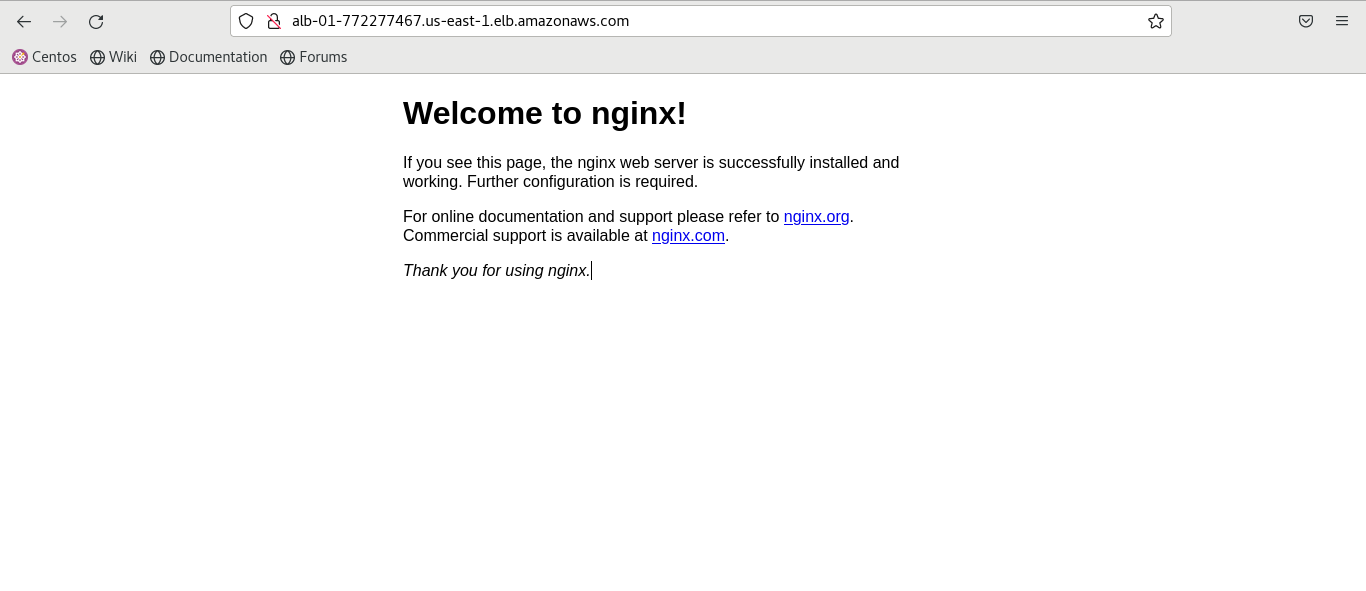 alb-01-772277467.us-east-1.elb.amazonaws.com
Centos Wiki Documentation Forums
Welcome to nginx!
If you see this page, the nginx web server is successfully installed and
working. Further configuration is required.
For online documentation and support please refer to nginx.org.
Commercial support is available at nginx.com.
Thank you for using nginx.